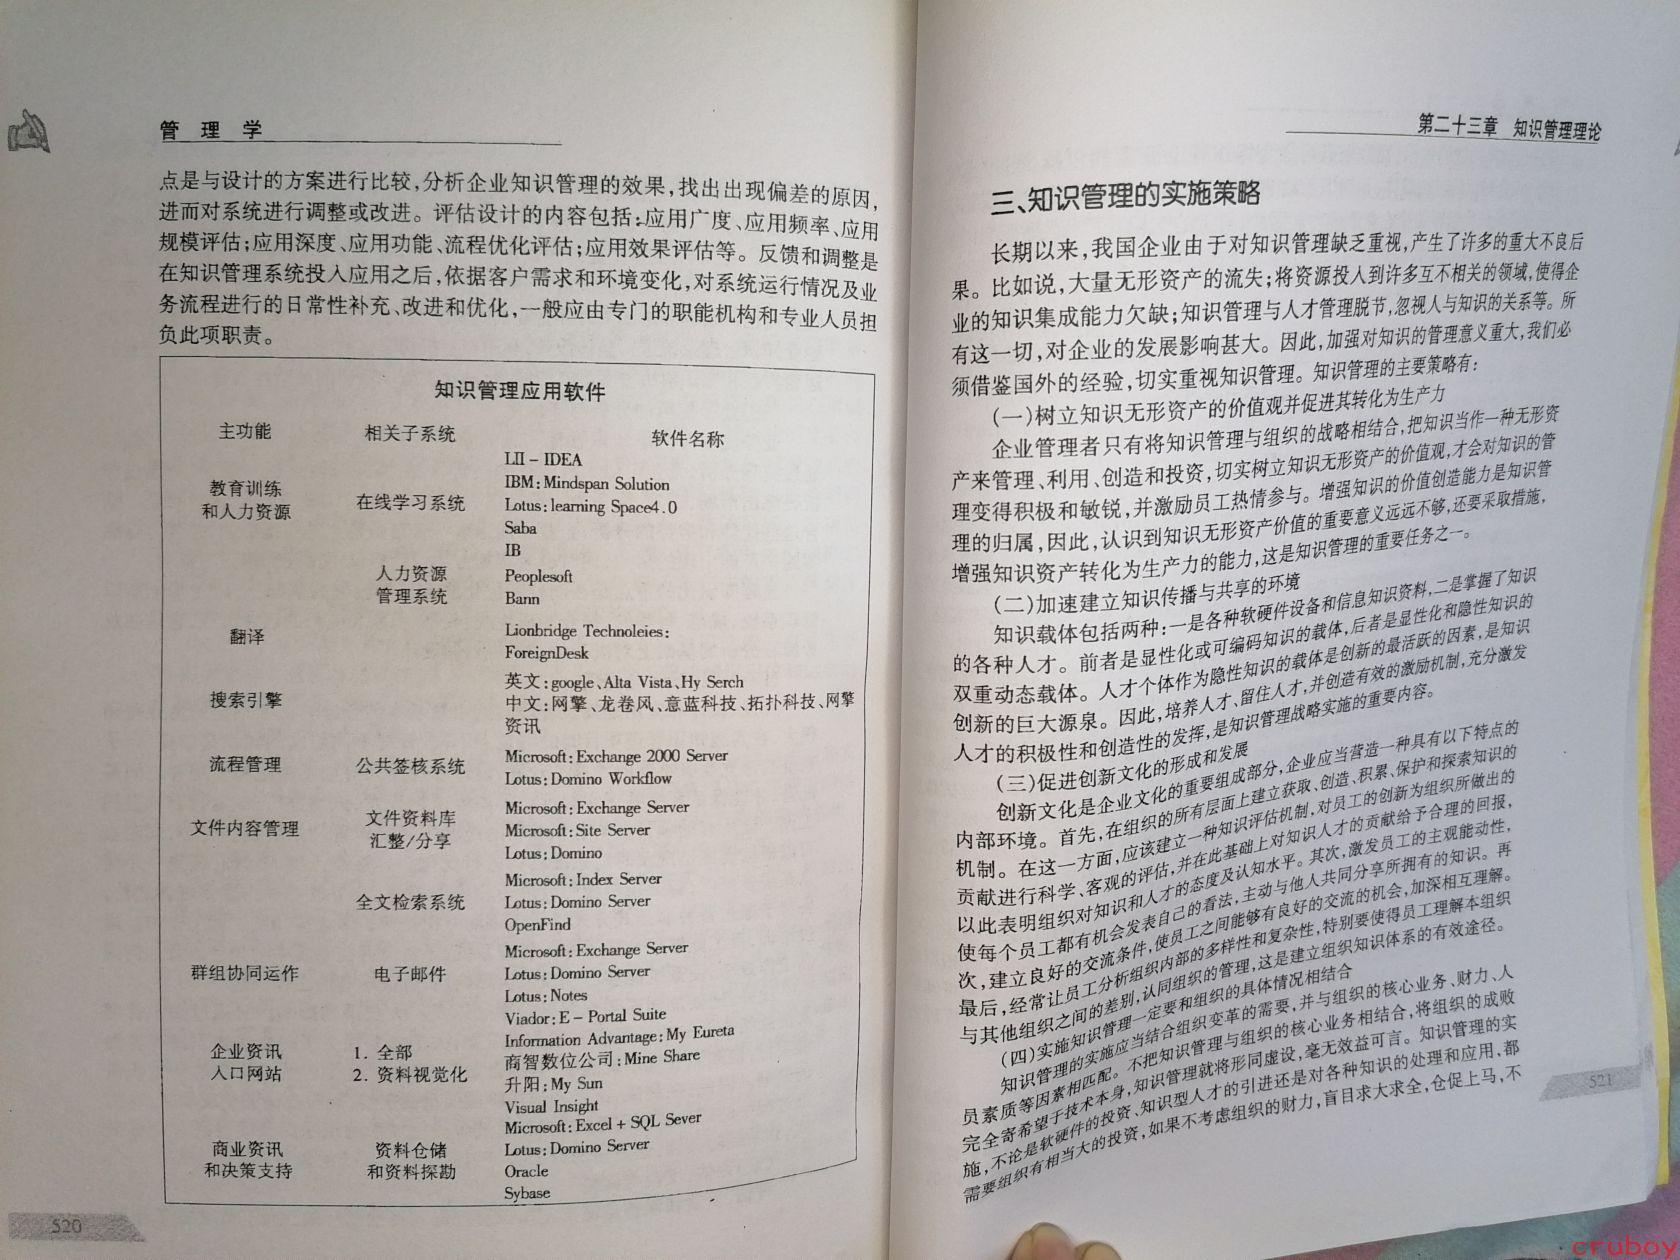 管 理 学
点是与设计的方案进行比较,分析企业知识管理的效果,找出出现偏差的原因,
进而对系统进行调整或改进。评估设计的内容包括:应用广度、应用频率、应用
规模评估;应用深度、应用功能、流程优化评估;应用效果评估等。反馈和调整是
在知识管理系统投入应用之后,依据客户需求和环境变化,对系统运行情况及业
务流程进行的日常性补充、改进和优化,一般应由专门的职能机构和专业人员担
负此项职责。
知识管理应用软件
主功能 相关子系统 软件名称
LII - IDEA
IBM:Mindspan Solution
教育训练
和人力资源
在线学习系统
Lotus:learning Space4.0
Saba
IB
人力资源
管理系统
Peoplesoft
Bann
翻译
Lionbridge Technoleies:
ForeignDesk
搜索引擎
英文:google、Alta Vista、Hy Serch
中文:网擎、龙卷风、意蓝科技、拓扑科技、网擎
资讯
流程管理 公共签核系统
Microsoft:Exchange 2000 Server
Lotus:Domino Workflow
文件内容管理
文件资料库
汇整/分享
Microsoft:Exchange Server
Microsoft:Site Server
Lotus:Domino
全文检索系统
Microsoft:Index Server
Lotus:Domino Server
OpenFind
群组协同运作 电子邮件
Microsoft:Exchange Server
Lotus:Domino Server
Lotus:Notes
Viador:E - Portal Suite
企业资讯
入口网站
1. 全部
2. 资料视觉化
Information Advantage:My Eureta
商智数位公司:Mine Share
升阳:My Sun
Visual Insight
商业资讯
和决策支持
资料仓储
和资料探勘
Microsoft:Excel + SQL Sever
Lotus:Domino Server
Oracle
Sybase
520
第二十三章 知识管理理论
三、知识管理的实施策略
长期以来,我国企业由于对知识管理缺乏重视,产生了许多的重大不良后
果。比如说,大量无形资产的流失;将资源投入到许多互不相关的领域,使得企
业的知识集成能力欠缺;知识管理与人才管理脱节,忽视人与知识的关系等。所
有这一切,对企业的发展影响甚大。因此,加强对知识的管理意义重大,我们必
须借鉴国外的经验,切实重视知识管理。知识管理的主要策略有:
(一)树立知识无形资产的价值观并促进其转化为生产力
企业管理者只有将知识管理与组织的战略相结合,把知识当作一种无形资
产来管理、利用、创造和投资,切实树立知识无形资产的价值观,才会对知识的管
理变得积极和敏锐,并激励员工热情参与。增强知识的价值创造能力是知识管
理的归属,因此,认识到知识无形资产价值的重要意义远远不够,还要采取措施,
增强知识资产转化为生产力的能力,这是知识管理的重要任务之一。
(二)加速建立知识传播与共享的环境
知识载体包括两种:一是各种软硬件设备和信息知识资料,二是掌握了知识
的各种人才。前者是显性化或可编码知识的载体,后者是显性化和隐性知识的
双重动态载体。人才个体作为隐性知识的载体是创新的最活跃的因素,是知识
创新的巨大源泉。因此,培养人才、留住人才,并创造有效的激励机制,充分激发
人才的积极性和创造性的发挥,是知识管理战略实施的重要内容。
(三)促进创新文化的形成和发展
创新文化是企业文化的重要组成部分,企业应当营造一种具有以下特点的
内部环境。首先,在组织的所有层面上建立获取、创造、积累、保护和探索知识的
机制。在这一方面,应该建立一种知识评估机制,对员工的创新为组织所做出的
贡献进行科学、客观的评估,并在此基础上对知识人才的贡献给予合理的回报,
以此表明组织对知识和人才的态度及认知水平。其次,激发员工的主观能动性,
使每个员工都有机会发表自己的看法,主动与他人共同分享所拥有的知识。再
次,建立良好的交流条件,使员工之间能够有良好的交流的机会,加深相互理解。
最后,经常让员工分析组织内部的多样性和复杂性,特别要使得员工理解本组织
与其他组织之间的差别,认同组织的管理,这是建立组织知识体系的有效途径。
(四)实施知识管理一定要和组织的具体情况相结合
知识管理的实施应当结合组织变革的需要,并与组织的核心业务、财力、人
员素质等因素相匹配。不把知识管理与组织的核心业务相结合,将组织的成败
完全寄希望于技术本身,知识管理就将形同虚设,毫无效益可言。知识管理的实
施,不论是软硬件的投资、知识型人才的引进还是对各种知识的处理和应用,都
需要组织有相当大的投资,如果不考虑组织的财力,盲目求大求全,仓促上马,不
521
cruboy